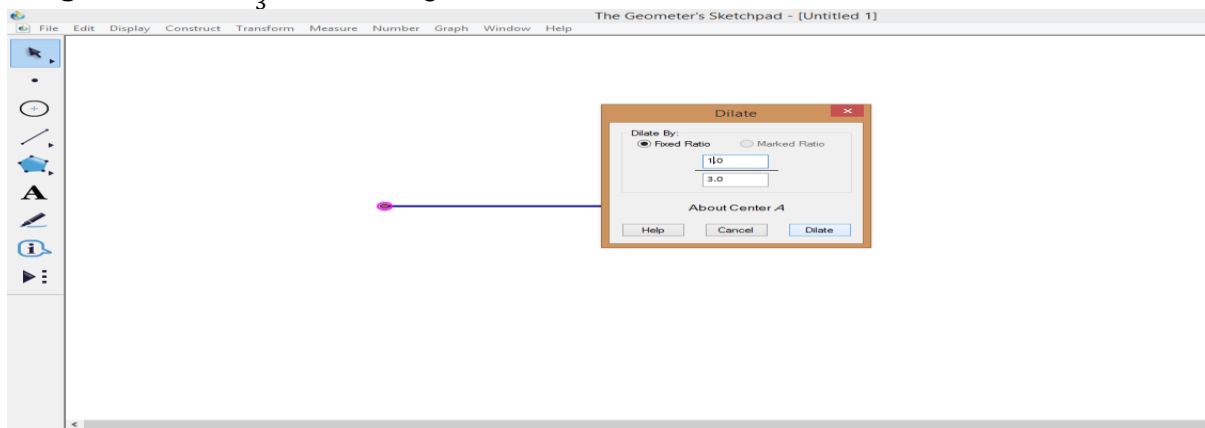 3
The Geometer's Sketchpad - [Untitled 1]
File Edit Display Construct Transform Measure Number Graph Window Help
A
Dilate
Dilate By:
Fixed Ratio Marked Ratio
1.0
3.0
About Center A
Help Cancel Dilate